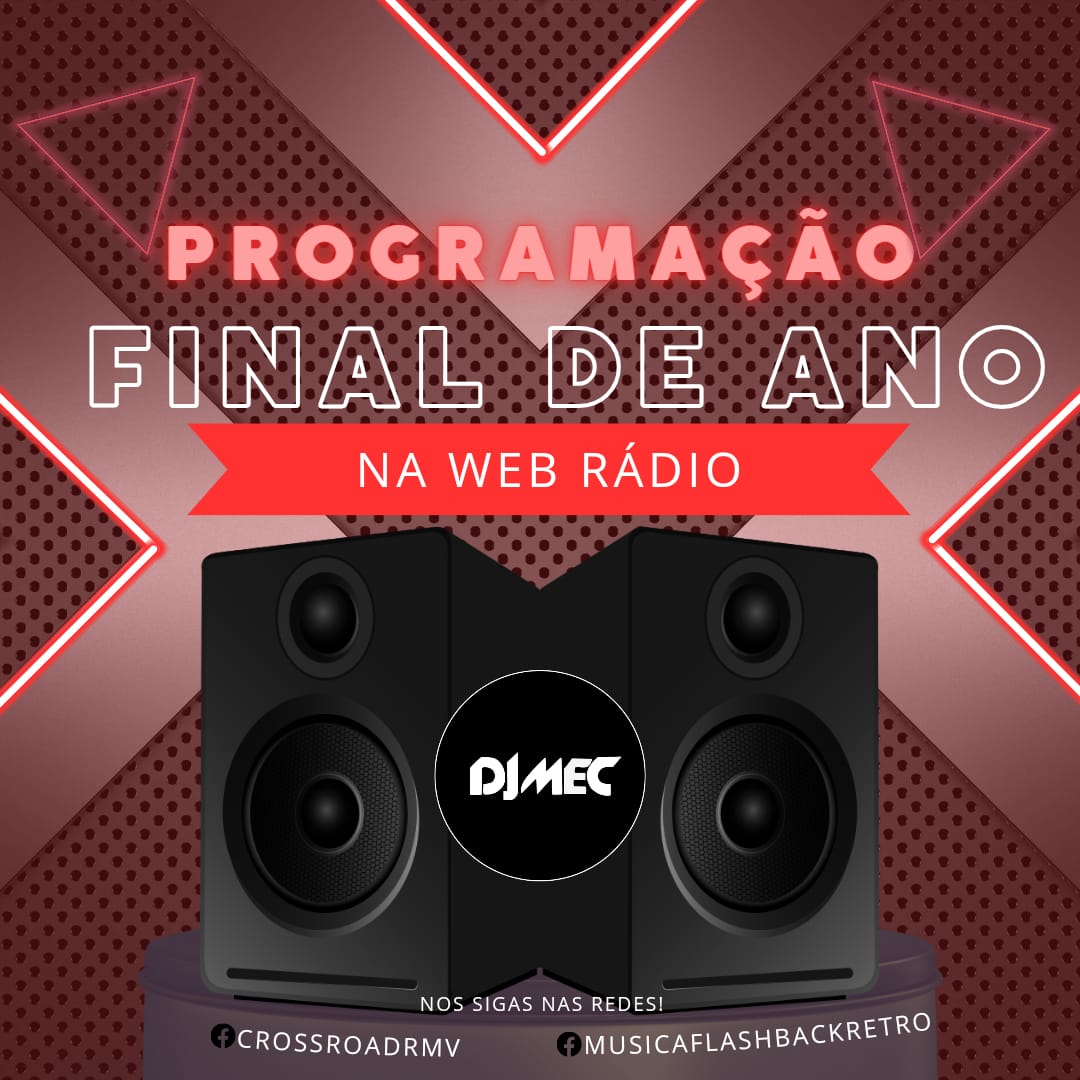 PROGRAMAÇÃO
FINAL DE ANO
NA WEB RÁDIO
DJMEC
NOS SIGAS NAS REDES!
CROSSROADRMV
MUSICAFLASHBACKRETRO